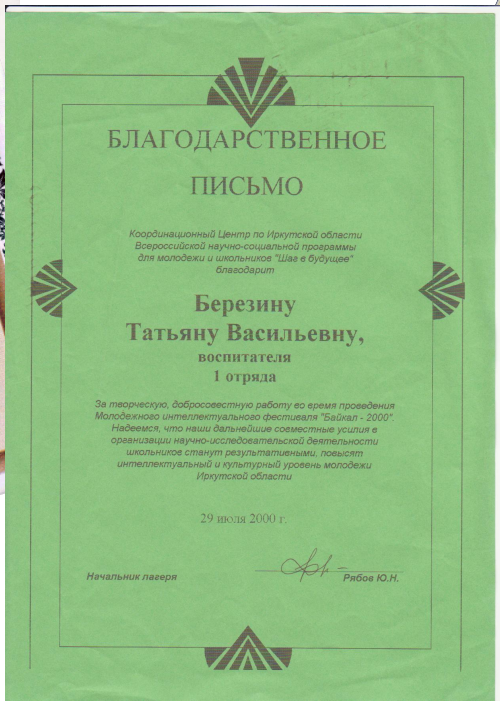 БЛАГОДАРСТВЕННОЕ
ПИСЬМО
Координационный Центр по Иркутской области
Всероссийской научно-социальной программы
для молодежи и школьников "Шаг в будущее"
благодарит
Березину
Татьяну Васильевну,
воспитателя
1 отряда
За творческую, добросовестную работу во время проведения
Молодежного интеллектуального фестиваля "Байкал - 2000".
Надеемся, что наши дальнейшие совместные усилия в
организации научно-исследовательской деятельности
школьников станут результативными, повысят
интеллектуальный и культурный уровень молодежи
Иркутской области
29 июля 2000 г.
Начальник лагеря
Рябов Ю.Н.